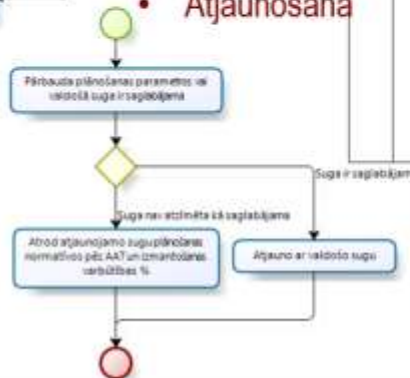 • Atjaunošana
Pārbauda plānošanas parametros vai
valdošā suga ir saglabājama
Suga ir saglabājam
Suga nav atzīmēta kā saglabājama
Atrod atjaunojamo sugu plānošanas
normatīvos pēc AAT un izmantošanas
varbūtības %
Atjauno ar valdošo sugu